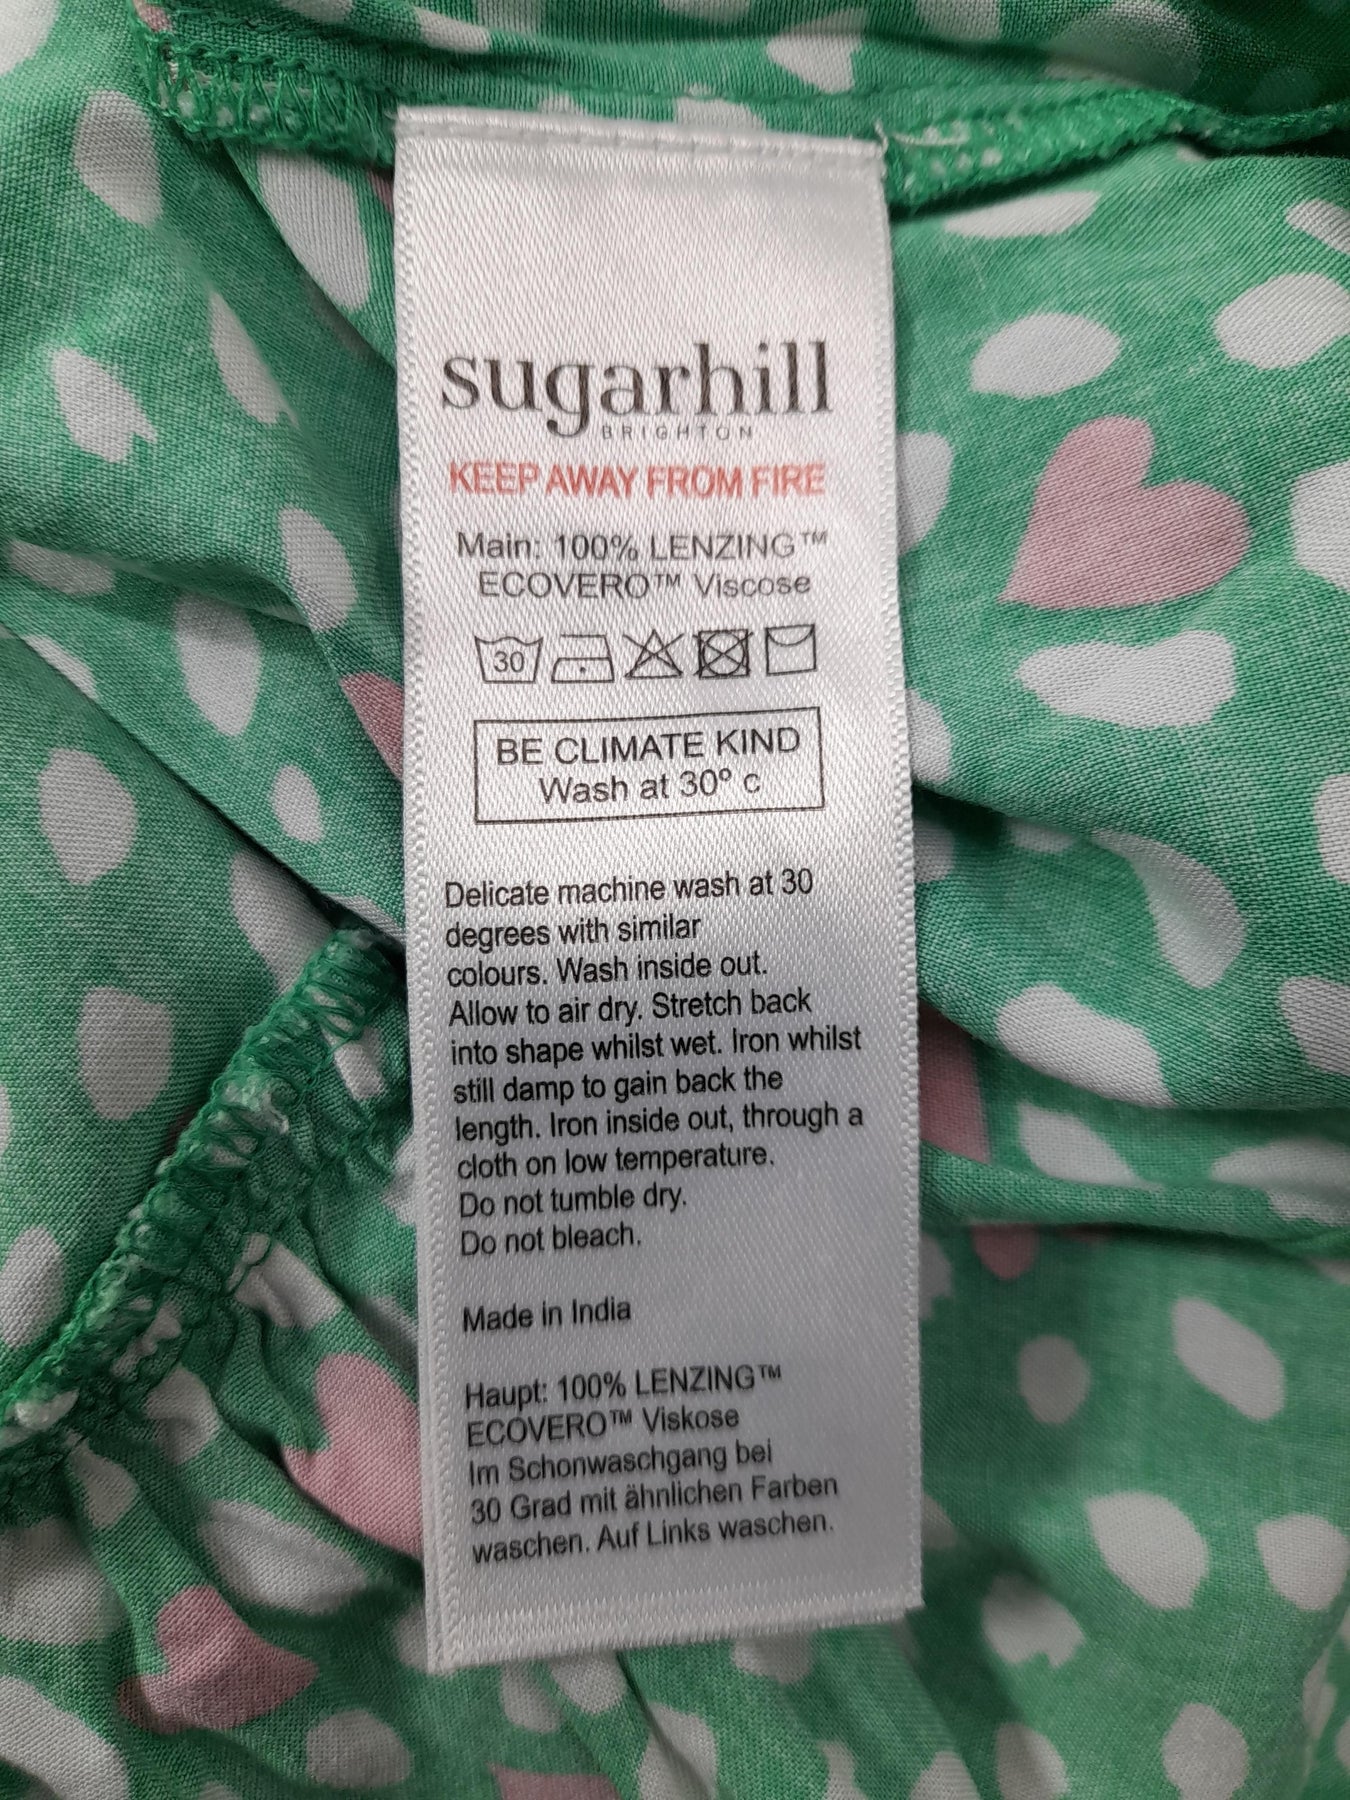 sugarhill
BRIGHTON
KEEP AWAY FROM FIRE
Main: 100% LENZING™
ECOVERO™ Viscose
30
BE CLIMATE KIND
Wash at 30º c
Delicate machine wash at 30
degrees with similar
colours. Wash inside out.
Allow to air dry. Stretch back
into shape whilst wet. Iron whilst
still damp to gain back the
length. Iron inside out, through a
cloth on low temperature.
Do not tumble dry.
Do not bleach.
Made in India
Haupt: 100% LENZING™
ECOVERO™ Viskose
Im Schonwaschgang bei
30 Grad mit ähnlichen Farben
waschen. Auf Links waschen.